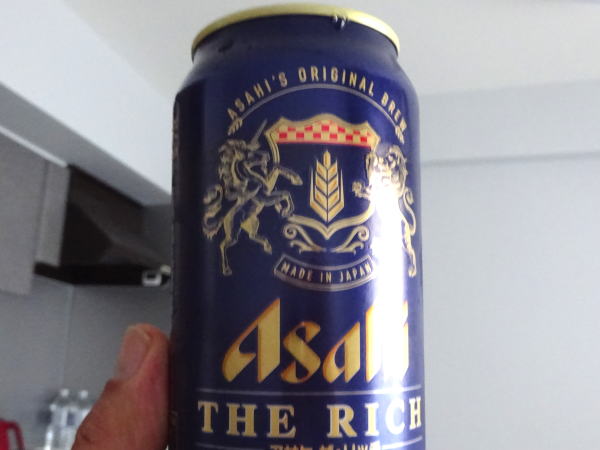 ASAHI'S ORIGINAL BREW
MADE IN JAPAN
Asahi
THE RICH